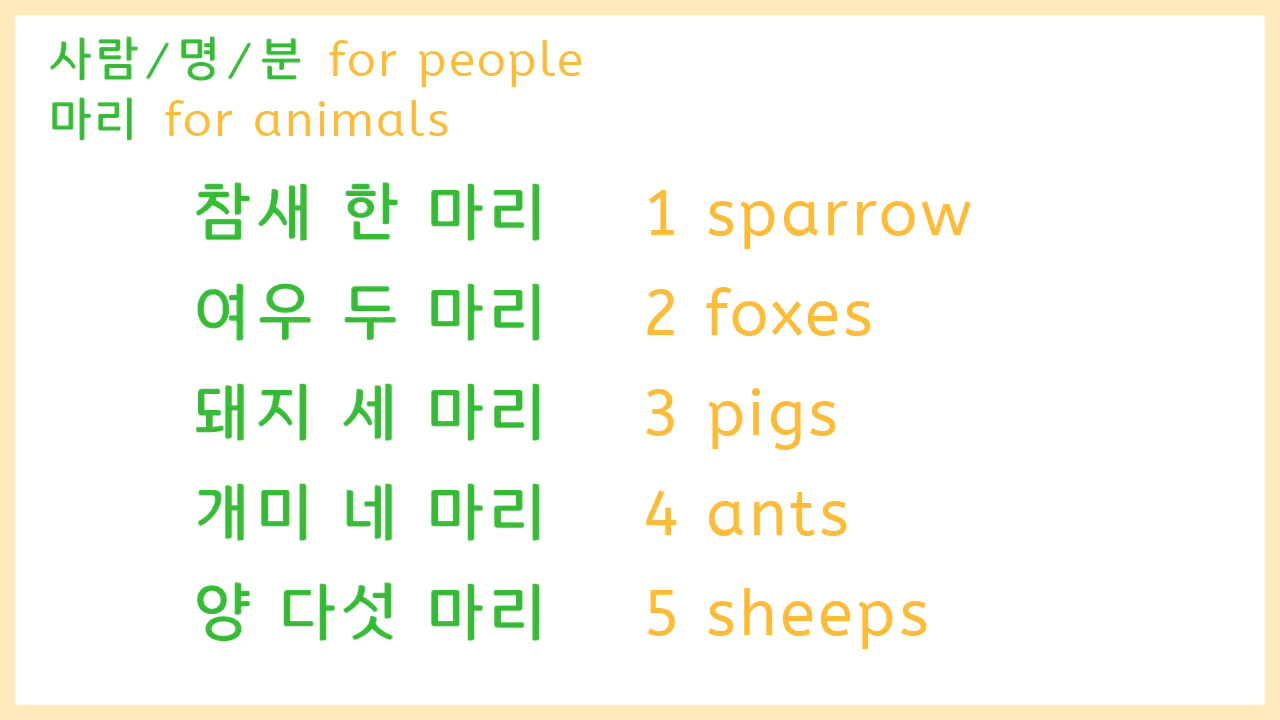 사람/명/분 for people
마리 for animals
참새 한 마리 1 sparrow
여우 두 마리 2 foxes
돼지 세 마리 3 pigs
개미 네 마리 4 ants
양 다섯 마리 5 sheeps